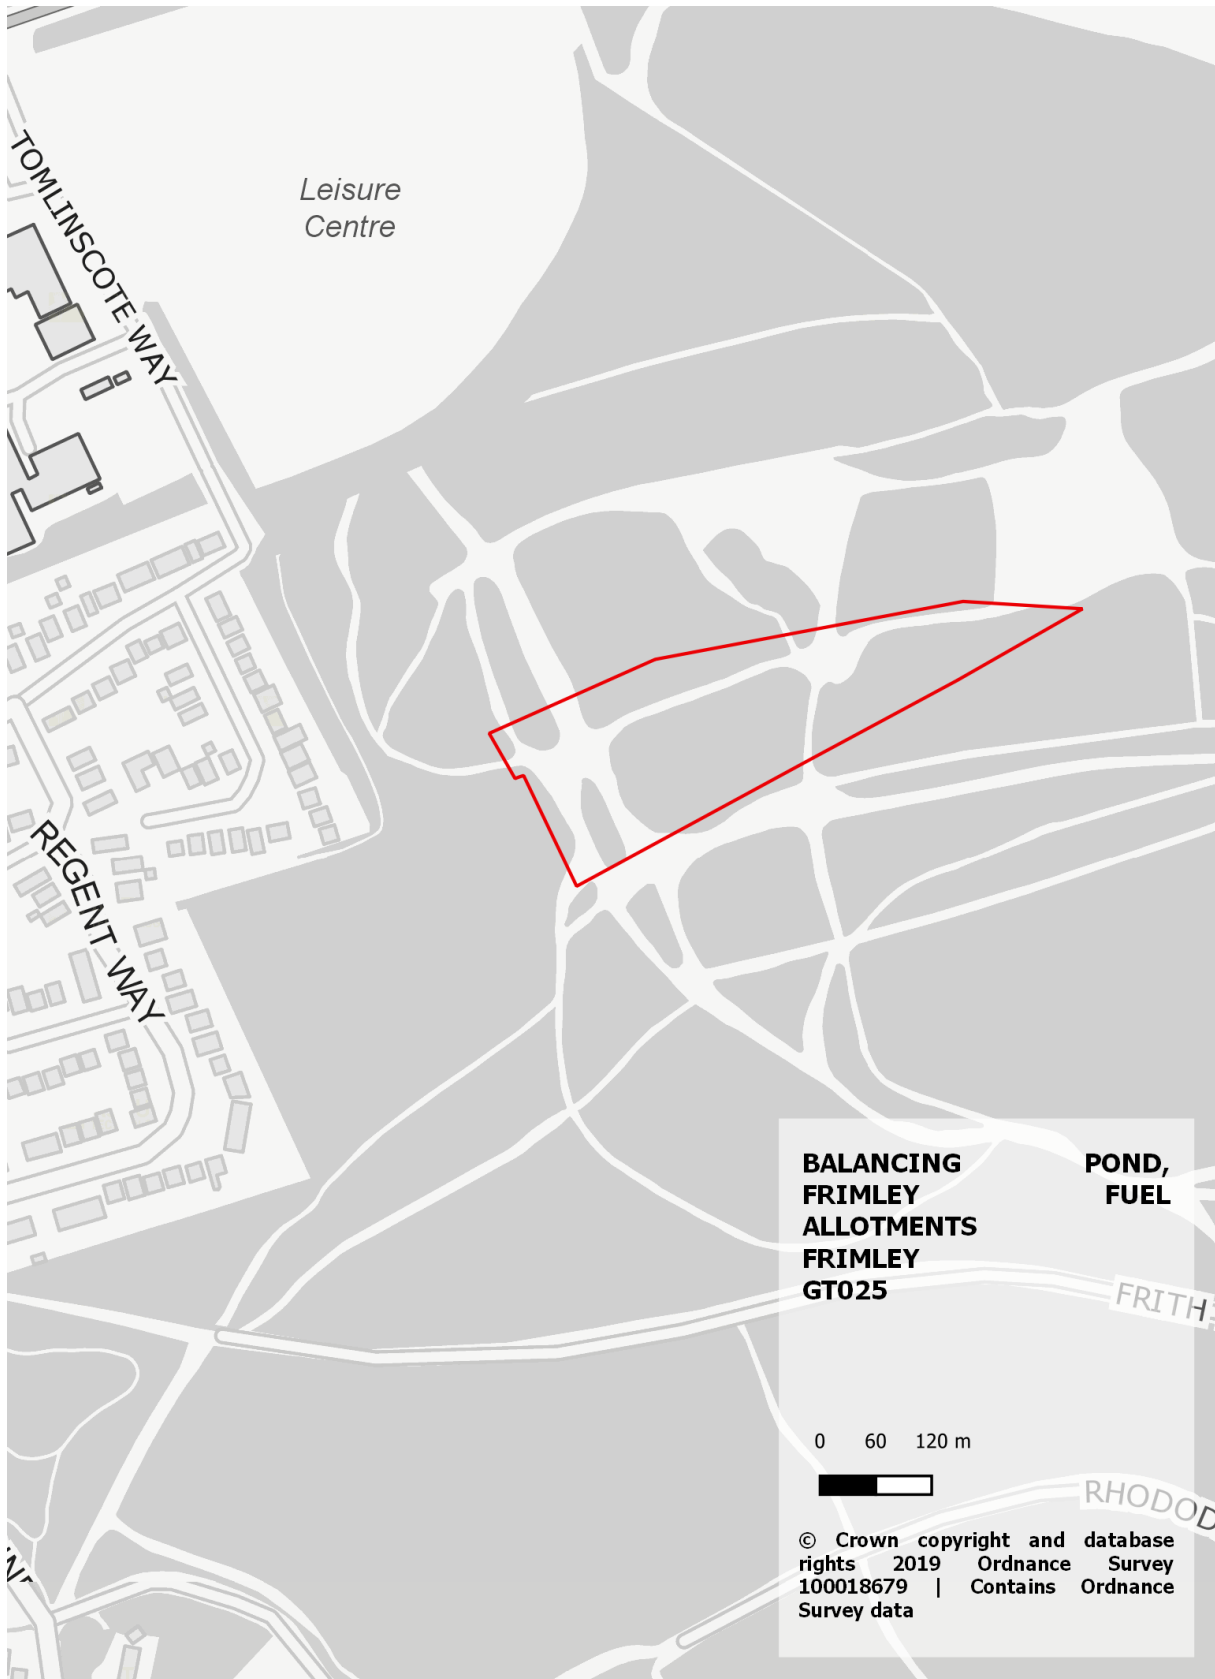 TOMLINSCOTE WAY
Leisure
Centre
REGENT WAY
BALANCING POND,
FRIMLEY FUEL
ALLOTMENTS
FRIMLEY
GT025
FRITH
0 60 120 m
RHODOD
© Crown copyright and database
rights 2019 Ordnance Survey
100018679 | Contains Ordnance
Survey data